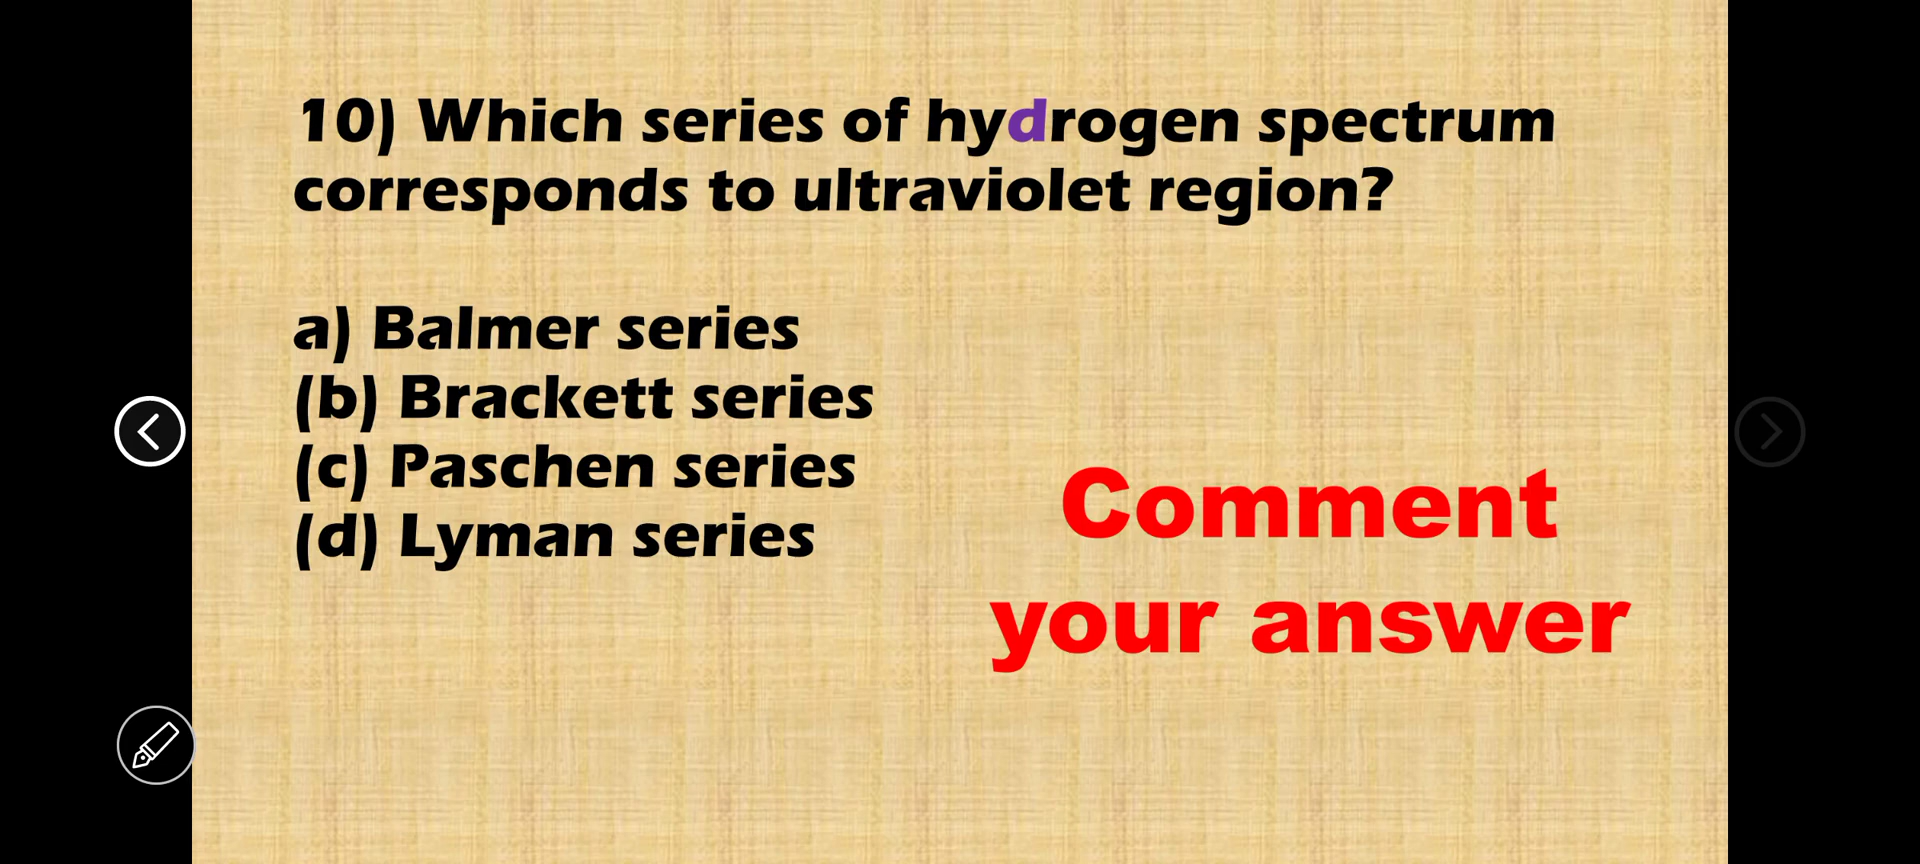 10) Which series of hydrogen spectrum
corresponds to ultraviolet region?
a) Balmer series
(b) Brackett series
(c) Paschen series
(d) Lyman series
Comment
your answer